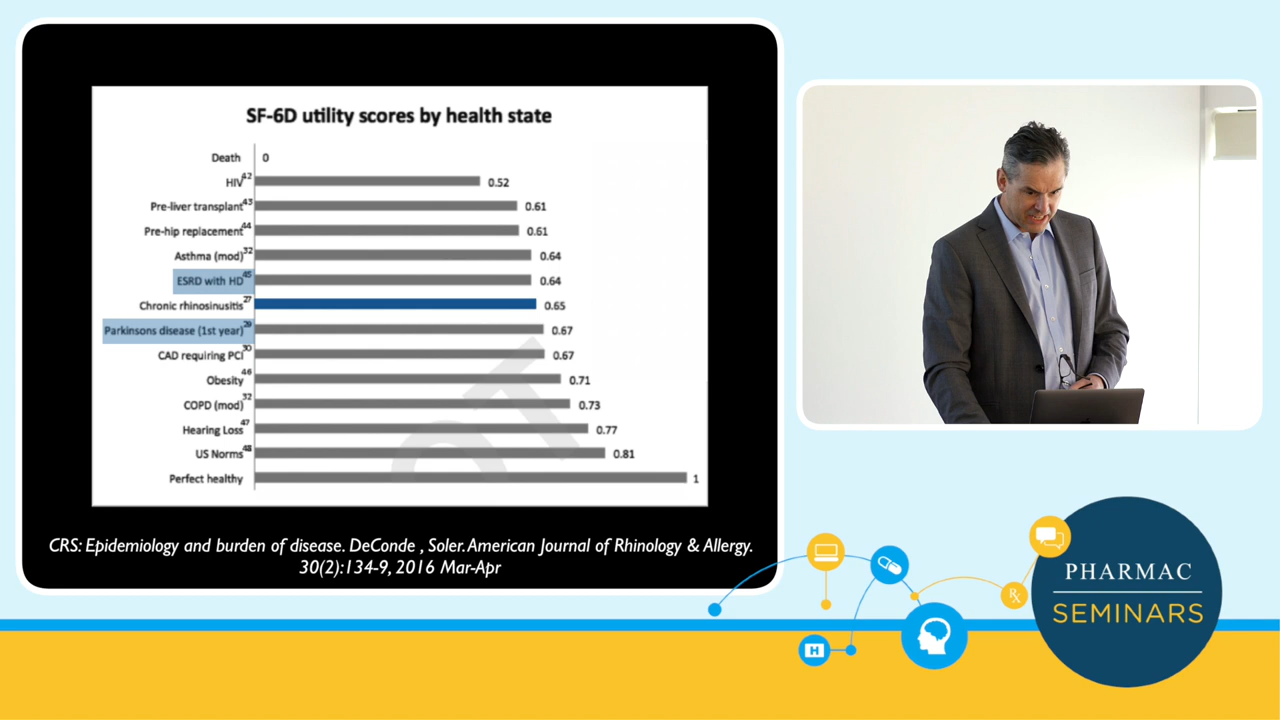 SF-6D utility scores by health state
Death 0
HIV42 0.52
Pre-liver transplant43 0.61
Pre-hip replacement44 0.61
Asthma (mod)32 0.64
ESRD with HD45 0.64
Chronic rhinosinusitis27 0.65
Parkinsons disease (1st year)29 0.67
CAD requiring PCI30 0.67
Obesity46 0.71
COPD (mod)32 0.73
Hearing Loss47 0.77
US Norms48 0.81
Perfect healthy 1
CRS: Epidemiology and burden of disease. DeConde , Soler. American Journal of Rhinology & Allergy.
30(2):134-9, 2016 Mar-Apr
H
Rx
PHARMAC
SEMINARS